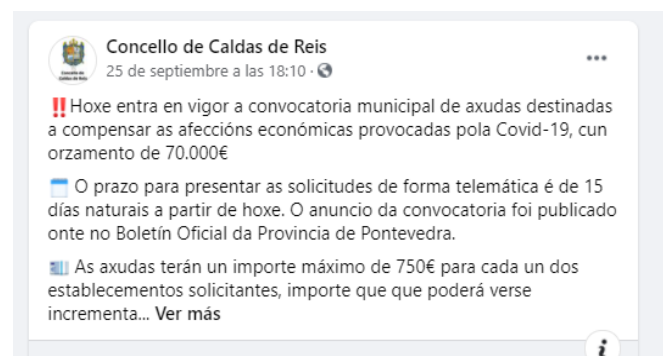 Concello de Caldas de Reis
25 de septiembre a las 18:10 ·
‼Hoxe entra en vigor a convocatoria municipal de axudas destinadas
a compensar as afeccións económicas provocadas pola Covid-19, cun
orzamento de 70.000€
O prazo para presentar as solicitudes de forma telemática é de 15
días naturais a partir de hoxe. O anuncio da convocatoria foi publicado
onte no Boletín Oficial da Provincia de Pontevedra.
As axudas terán un importe máximo de 750€ para cada un dos
establecementos solicitantes, importe que que poderá verse
incrementa... Ver más
i